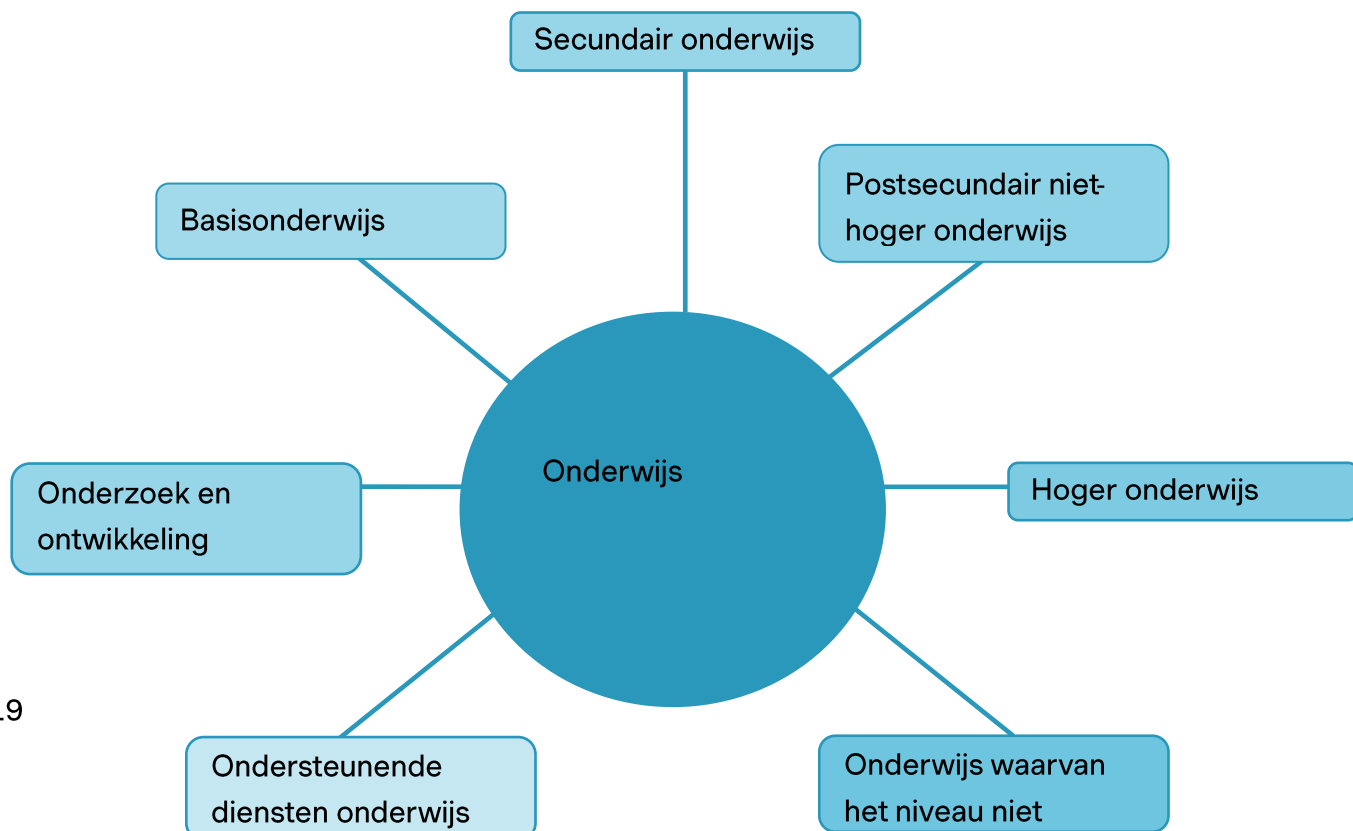 Secundair onderwijs
Postsecundair niet-
hoger onderwijs
Basisonderwijs
Onderwijs
Hoger onderwijs
Onderzoek en
ontwikkeling
9
Ondersteunende
diensten onderwijs
Onderwijs waarvan
het niveau niet